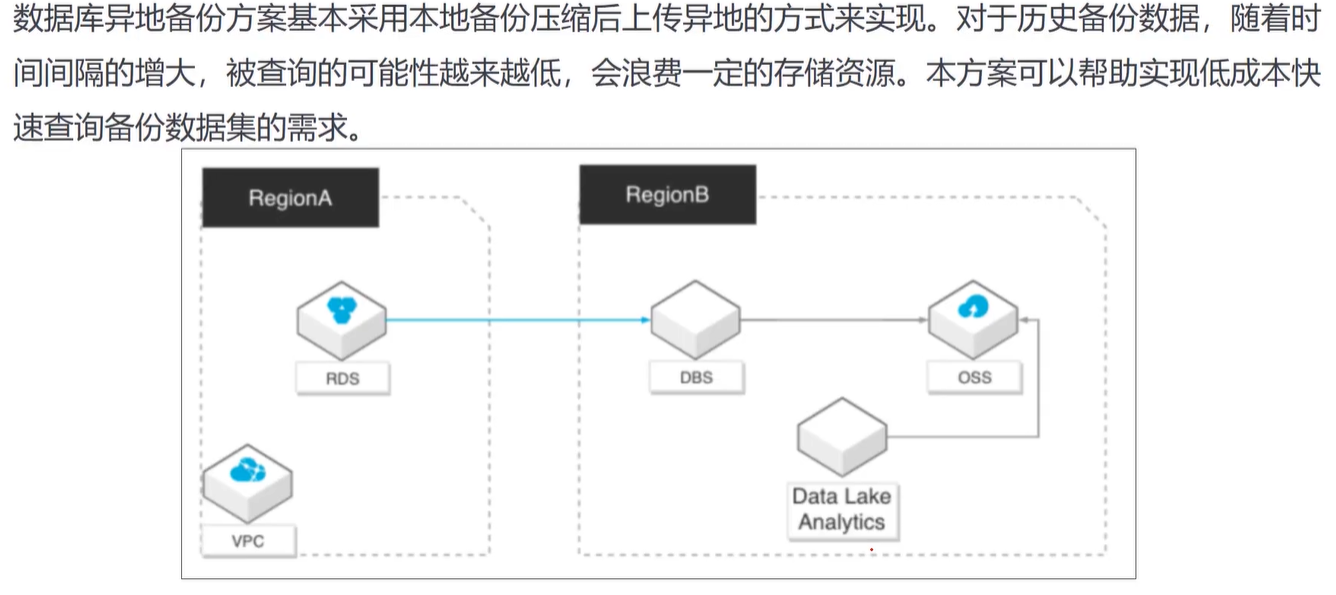 数据库异地备份方案基本采用本地备份压缩后上传异地的方式来实现。对于历史备份数据，随着时
间间隔的增大，被查询的可能性越来越低，会浪费一定的存储资源。本方案可以帮助实现低成本快
速查询备份数据集的需求。
RegionA
RegionB
RDS
DBS
OSS
VPC
Data Lake
Analytics